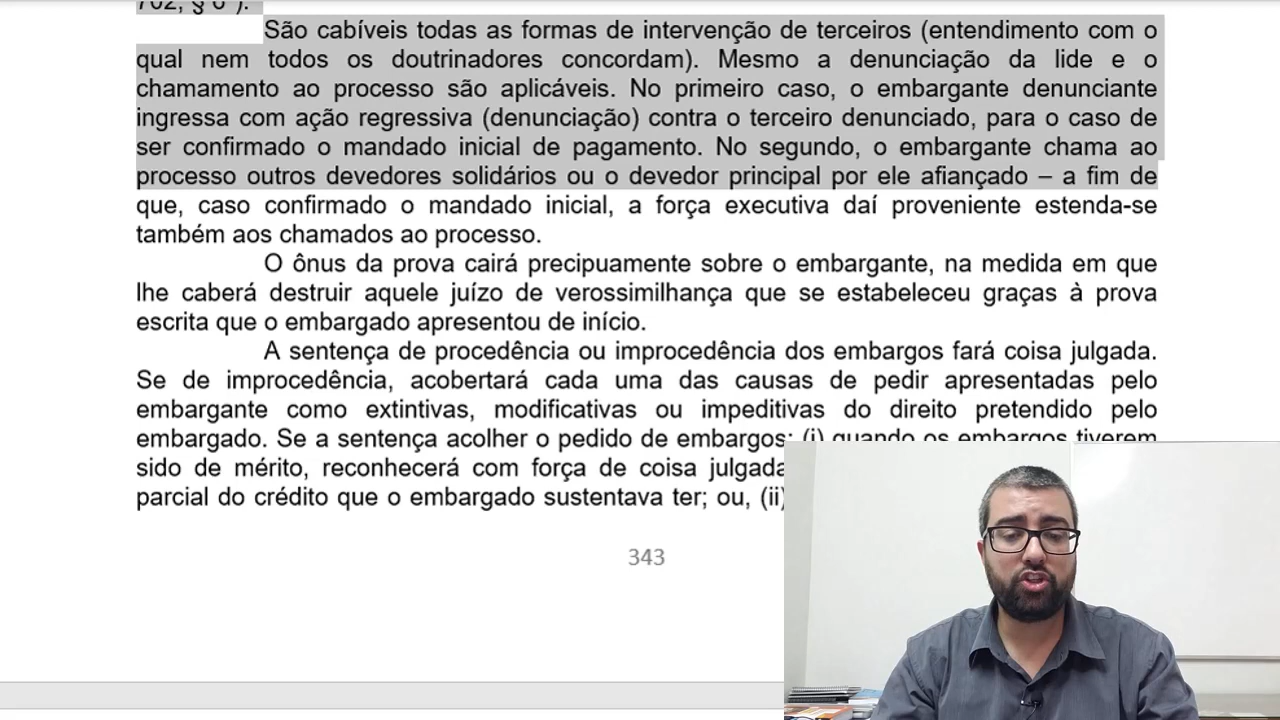 702, § 6º).
São cabíveis todas as formas de intervenção de terceiros (entendimento com o
qual nem todos os doutrinadores concordam). Mesmo a denunciação da lide e o
chamamento ao processo são aplicáveis. No primeiro caso, o embargante denunciante
ingressa com ação regressiva (denunciação) contra o terceiro denunciado, para o caso de
ser confirmado o mandado inicial de pagamento. No segundo, o embargante chama ao
processo outros devedores solidários ou o devedor principal por ele afiançado – a fim de
que, caso confirmado o mandado inicial, a força executiva daí proveniente estenda-se
também aos chamados ao processo.
O ônus da prova cairá precipuamente sobre o embargante, na medida em que
lhe caberá destruir aquele juízo de verossimilhança que se estabeleceu graças à prova
escrita que o embargado apresentou de início.
A sentença de procedência ou improcedência dos embargos fará coisa julgada.
Se de improcedência, acobertará cada uma das causas de pedir apresentadas pelo
embargante como extintivas, modificativas ou impeditivas do direito pretendido pelo
embargado. Se a sentença acolher o pedido de embargos: (i) quando os embargos tiverem
sido de mérito, reconhecerá com força de coisa julgada
parcial do crédito que o embargado sustentava ter; ou, (ii)
343